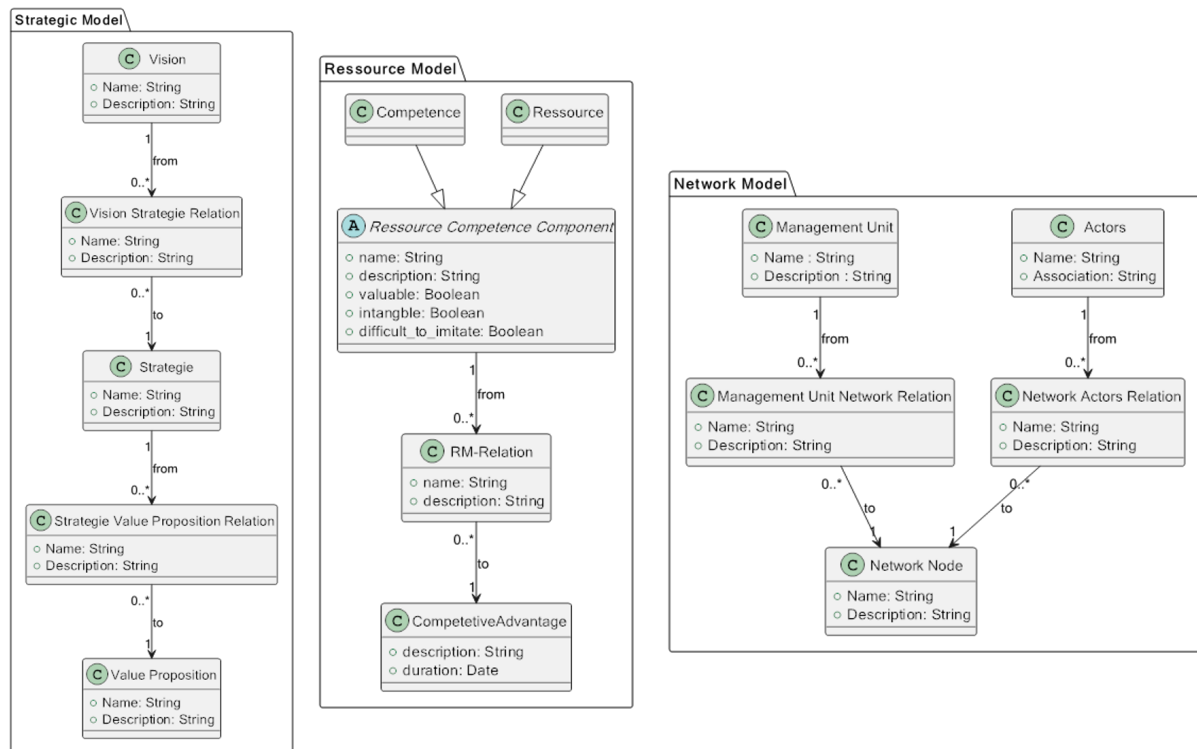 Strategic Model
C Vision
Name: String
Description: String
1
from
0..*
C Vision Strategie Relation
Name: String
Description: String
0..*
to
1
C Strategie
Name: String
Description: String
1
from
0..*
C Strategie Value Proposition Relation
Name: String
Description: String
0..*
to
1
C Value Proposition
Name: String
Description: String
Ressource Model
C Competence
C Ressource
A Ressource Competence Component
name: String
description: String
valuable: Boolean
intangble: Boolean
difficult_to_imitate: Boolean
1
from
0..*
C RM-Relation
name: String
description: String
0..*
to
1
C CompetetiveAdvantage
description: String
duration: Date
Network Model
C Management Unit
Name : String
Description : String
C Actors
Name: String
Association: String
1
from
0..*
1
from
0..*
C Management Unit Network Relation
Name: String
Description: String
C Network Actors Relation
Name: String
Description: String
0..*
to
1
0..*
to
1
C Network Node
Name: String
Description: String